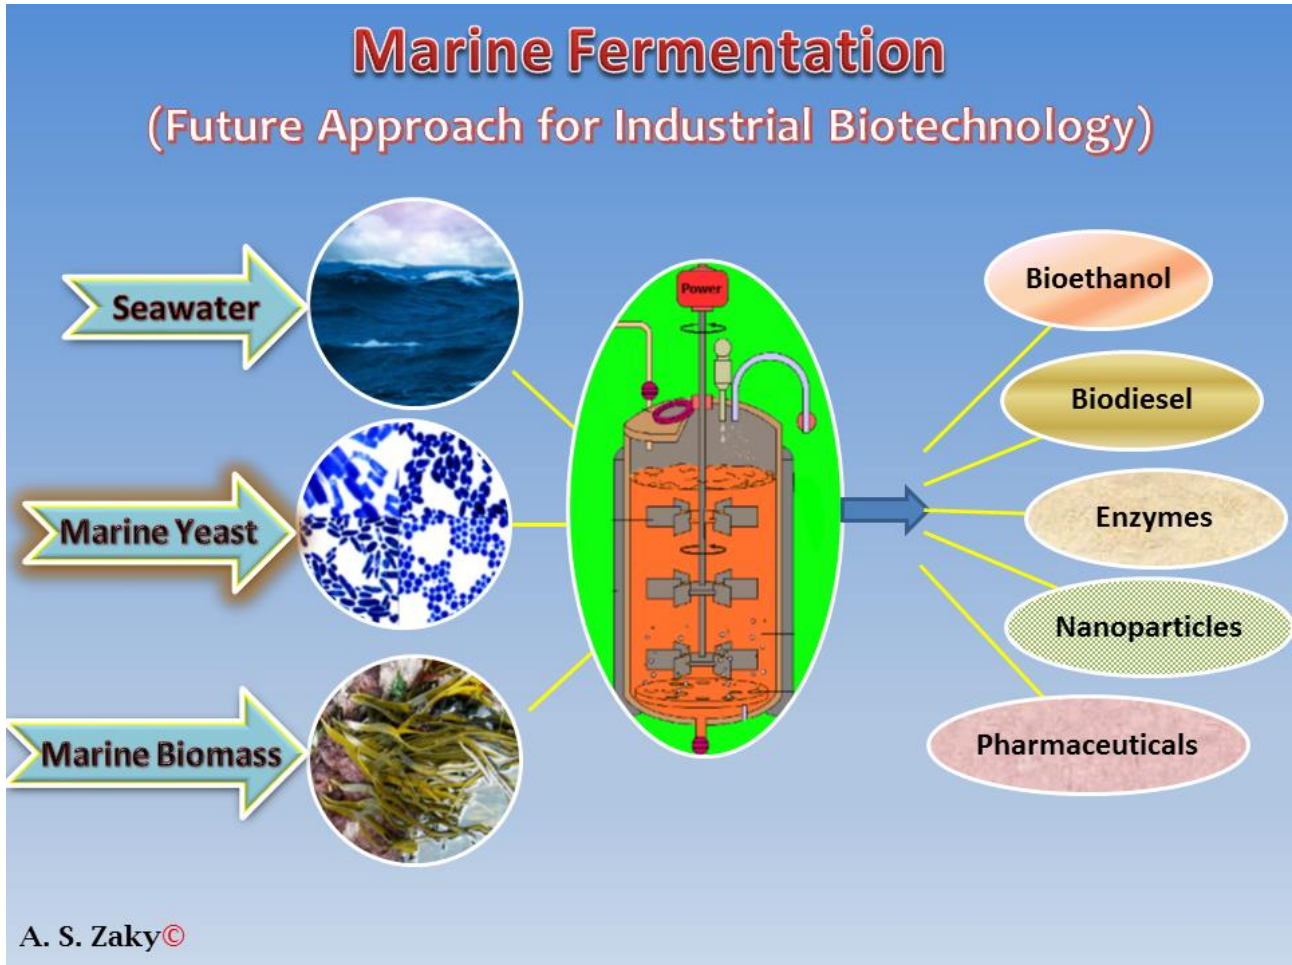 Marine Fermentation
(Future Approach for Industrial Biotechnology)
Seawater
Marine Yeast
Marine Biomass
Power
Bioethanol
Biodiesel
Enzymes
Nanoparticles
Pharmaceuticals
A. S. Zaky©